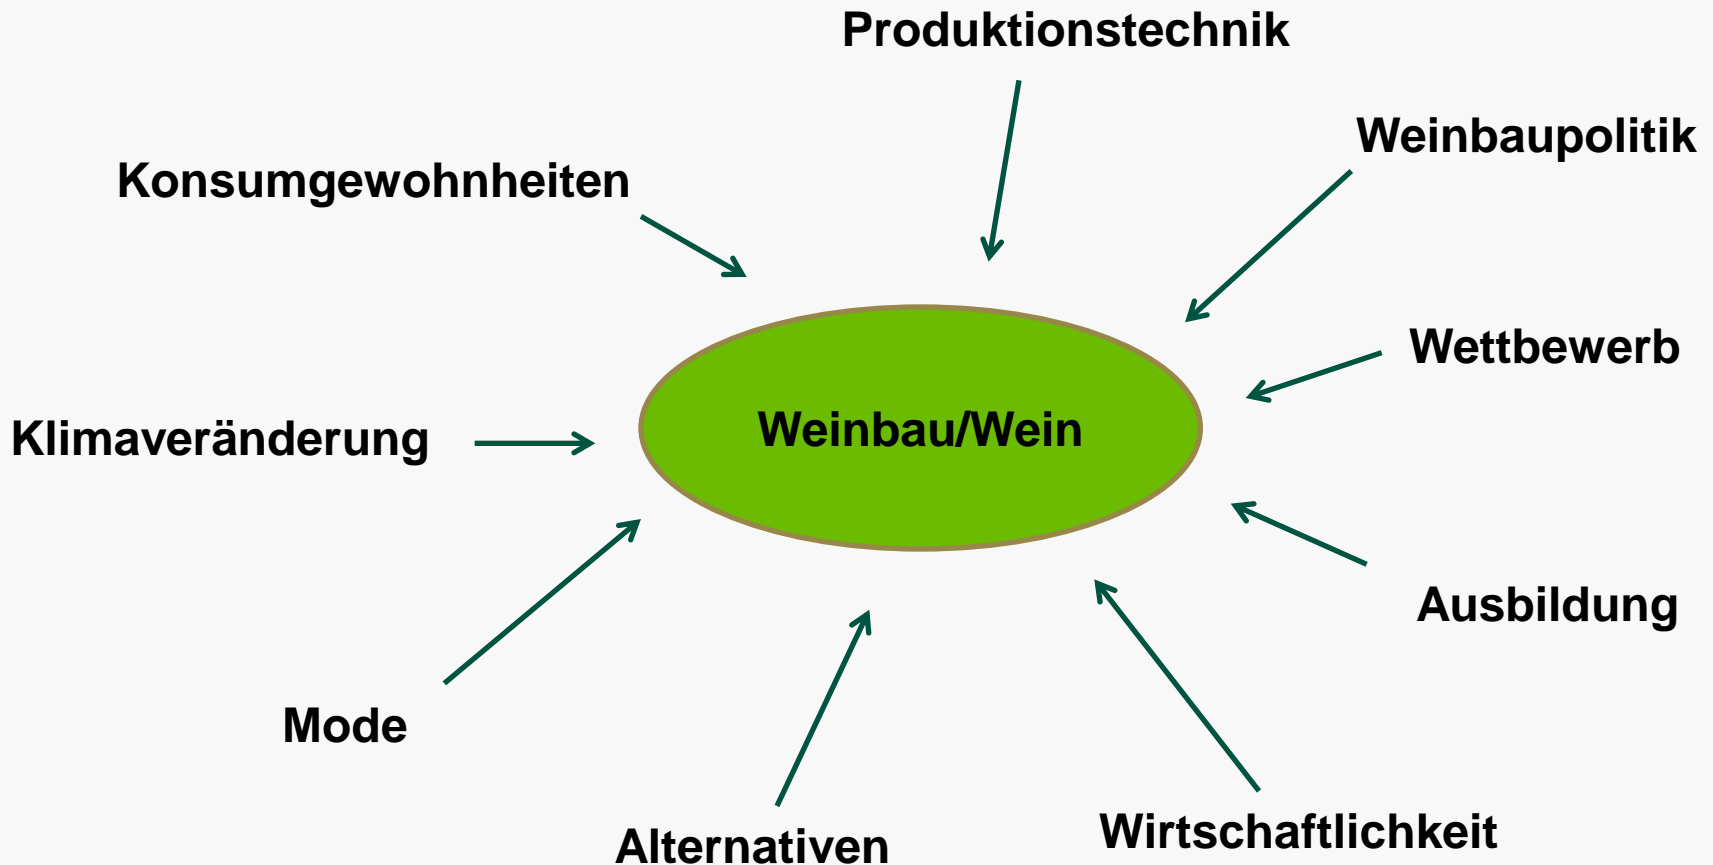 Produktionstechnik
Weinbaupolitik
Konsumgewohnheiten
Wettbewerb
Weinbau/Wein
Klimaveränderung
Ausbildung
Mode
Wirtschaftlichkeit
Alternativen